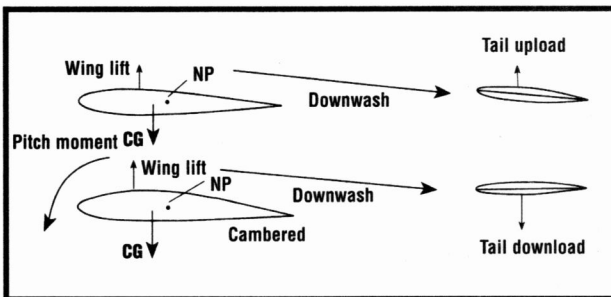 Tail upload
Wing lift
NP
Downwash
Pitch moment
CG
Wing lift
NP
Downwash
Cambered
CG
Tail download